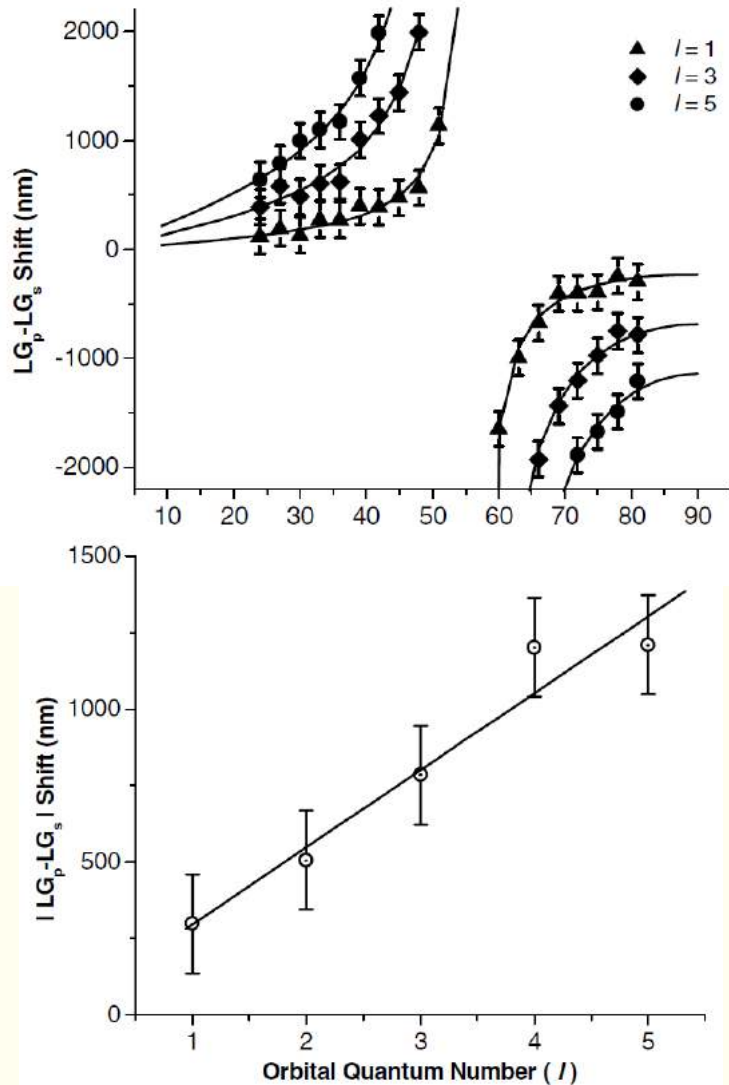 2000
1000
0
-1000
-2000
LGp-LGs Shift (nm)
l = 1
l = 3
l = 5
10 20 30 40 50 60 70 80 90
1500
1000
500
0
| LGp-LGs | Shift (nm)
1 2 3 4 5
Orbital Quantum Number ( l )